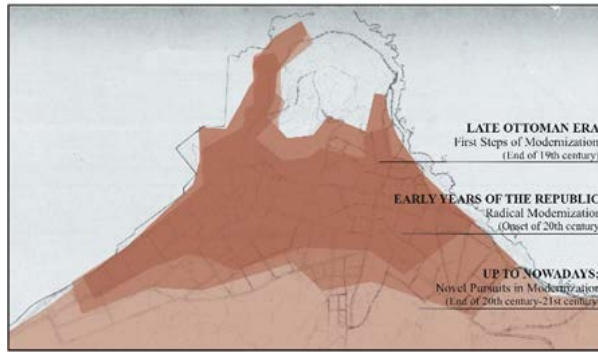 LATE OTTOMAN ERA
First Steps of Modernization
(End of 19th century)
EARLY YEARS OF THE REPUBLIC
Radical Modernization
(Onset of 20th century
UP TO NOWADAYS:
Novel Pursuits in Modernization
(End of 20th century-21st century